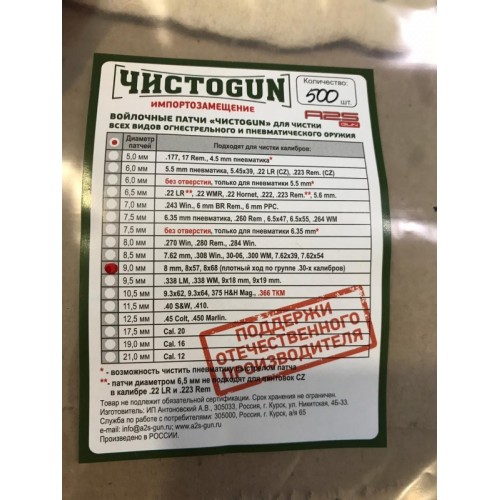 ЧИСТОGUN
Количество:
500 шт.
ИМПОРТОЗАМЕЩЕНИЕ
A2S
GUN
ВОЙЛОЧНЫЕ ПАТЧИ «ЧИСТОGUN» ДЛЯ ЧИСТКИ
ВСЕХ ВИДОВ ОГНЕСТРЕЛЬНОГО И ПНЕВМАТИЧЕСКОГО ОРУЖИЯ
Диаметр патчей Подходят для чистки калибров:
5,0 мм .177, 17 Rem., 4.5 mm пневматика*
6,0 мм 5.5 mm пневматика, 5.45x39, .22 LR (CZ), .223 Rem. (CZ)
6,0 мм без отверстия, только для пневматики 5.5 mm*
6,5 мм .22 LR**, .22 WMR, .22 Hornet, .222, .223 Rem.**, 5.6 mm.
7,0 мм .243 Win., 6 mm BR Rem., 6 mm PPC.
7,5 мм 6.35 mm пневматика, .260 Rem , 6.5x47, 6.5x55, .264 WM
7,5 мм без отверстия, только для пневматики 6.35 mm*
8,0 мм .270 Win, .280 Rem., .284 Win.
8,5 мм 7.62 mm, .308 Win., 30-06, .300 WM, 7.62x39, 7.62x54
9,0 мм 8 mm, 8x57, 8x68 (плотный ход по группе .30-х калибров)
9,5 мм .338 LM, .338 WM, 9x18 mm, 9x19 mm.
10,5 мм 9.3x62, 9.3x64, 375 H&H Mag., .366 ТКМ
11,5 мм .40 S&W, .410.
12,5 мм .45 Colt, .450 Marlin.
17,5 мм Cal. 20
19,0 мм Cal. 16
21,0 мм Cal. 12
ПОДДЕРЖИ
ОТЕЧЕСТВЕННОГО
ПРОИЗВОДИТЕЛЯ
* - возможность чистить пневматику патча.
** - патчи диаметром 6,5 мм не подходят для винтовок CZ
в калибре .22 LR и .223 Rem
Товар не подлежит обязательной сертификации. Срок хранения не ограничен.
Изготовитель: ИП Антоновский А.В., 305033, Россия, г. Курск, ул. Никитская, 4Б-33.
Служба по работе с потребителями: 305000, Россия, г. Курск, а/я 65
e-mail: info@a2s-gun.ru, www.a2s-gun.ru
Произведено в РОССИИ.